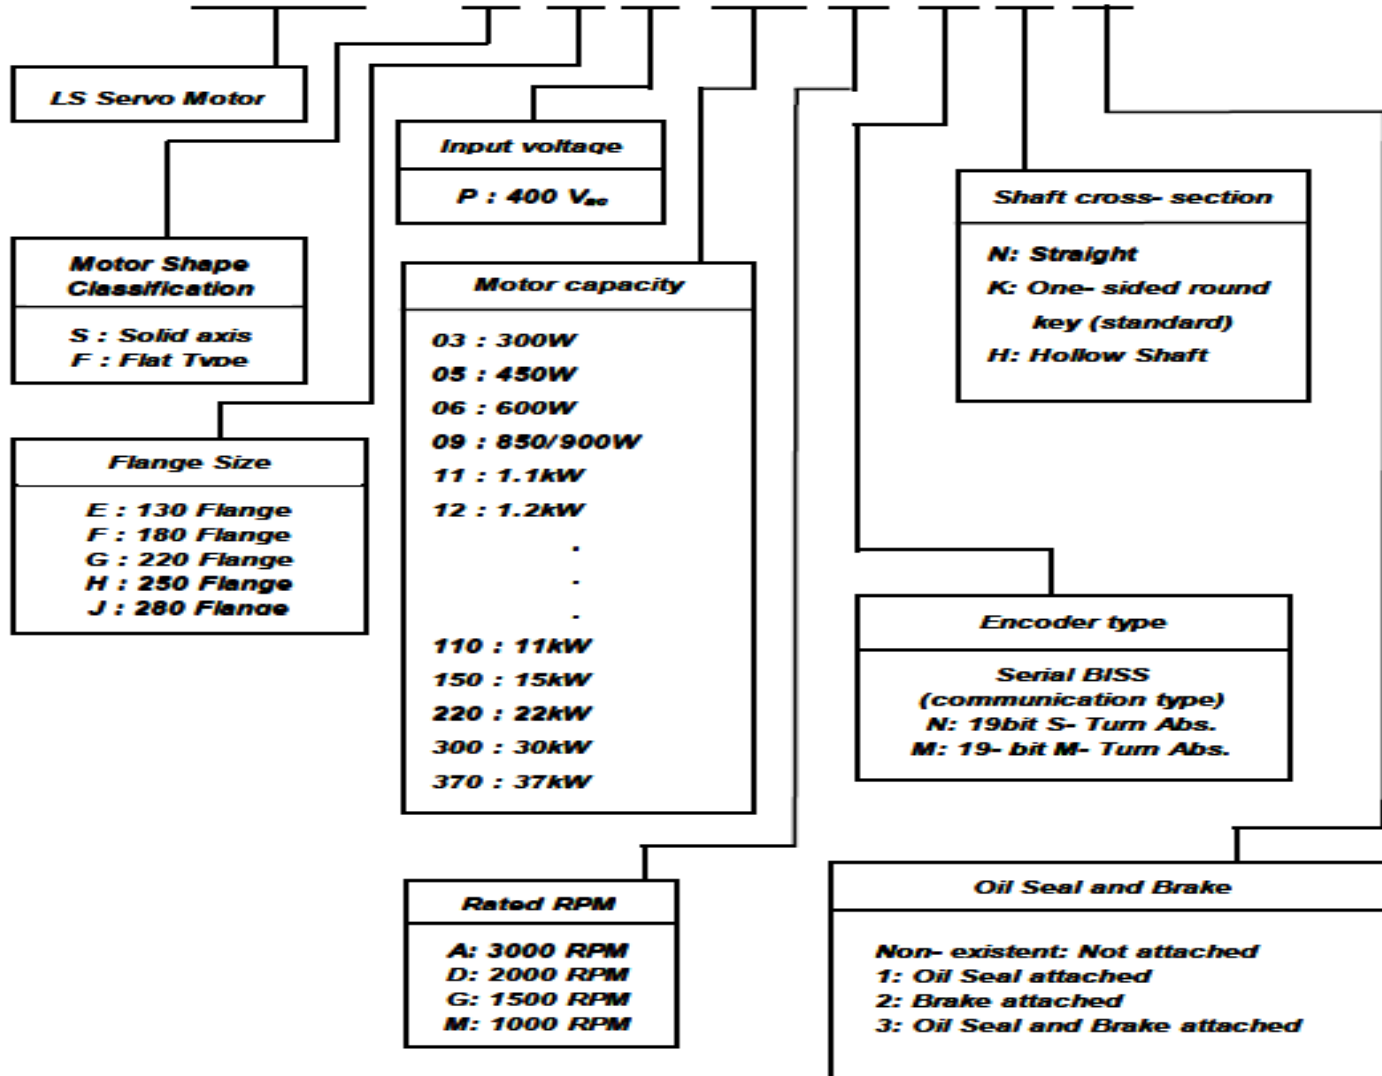 LS Servo Motor
Input voltage
P : 400 Vac
Shaft cross- section
N: Straight
K: One- sided round
key (standard)
H: Hollow Shaft
Motor Shape
Classification
S : Solid axis
F : Flat Type
Motor capacity
03 : 300W
05 : 450W
06 : 600W
09 : 850/900W
11 : 1.1kW
12 : 1.2kW
.
.
.
110 : 11kW
150 : 15kW
220 : 22kW
300 : 30kW
370 : 37kW
Flange Size
E : 130 Flange
F : 180 Flange
G : 220 Flange
H : 250 Flange
J : 280 Flange
Encoder type
Serial BISS
(communication type)
N: 19bit S- Turn Abs.
M: 19- bit M- Turn Abs.
Rated RPM
A: 3000 RPM
D: 2000 RPM
G: 1500 RPM
M: 1000 RPM
Oil Seal and Brake
Non- existent: Not attached
1: Oil Seal attached
2: Brake attached
3: Oil Seal and Brake attached